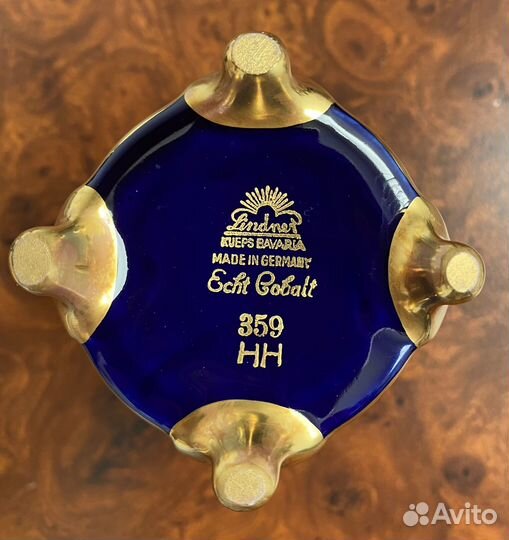 Lindner
KUEPS BAVARIA
MADE IN GERMANY
Echt Cobalt
359
HH
Avito